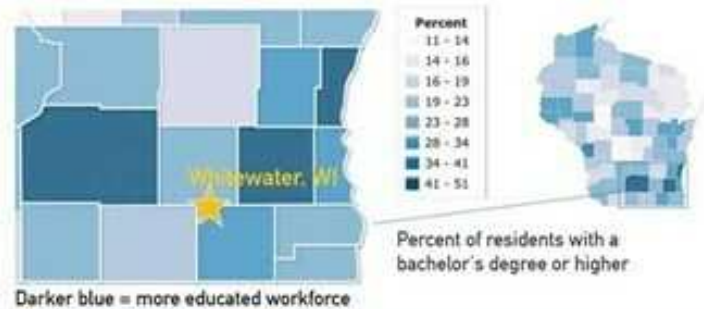 Percent
11 - 14
14 - 16
16 - 19
19 - 23
23 - 28
28 - 34
34 - 41
41 - 51
Whitewater, WI
Percent of residents with a
bachelor's degree or higher
Darker blue = more educated workforce